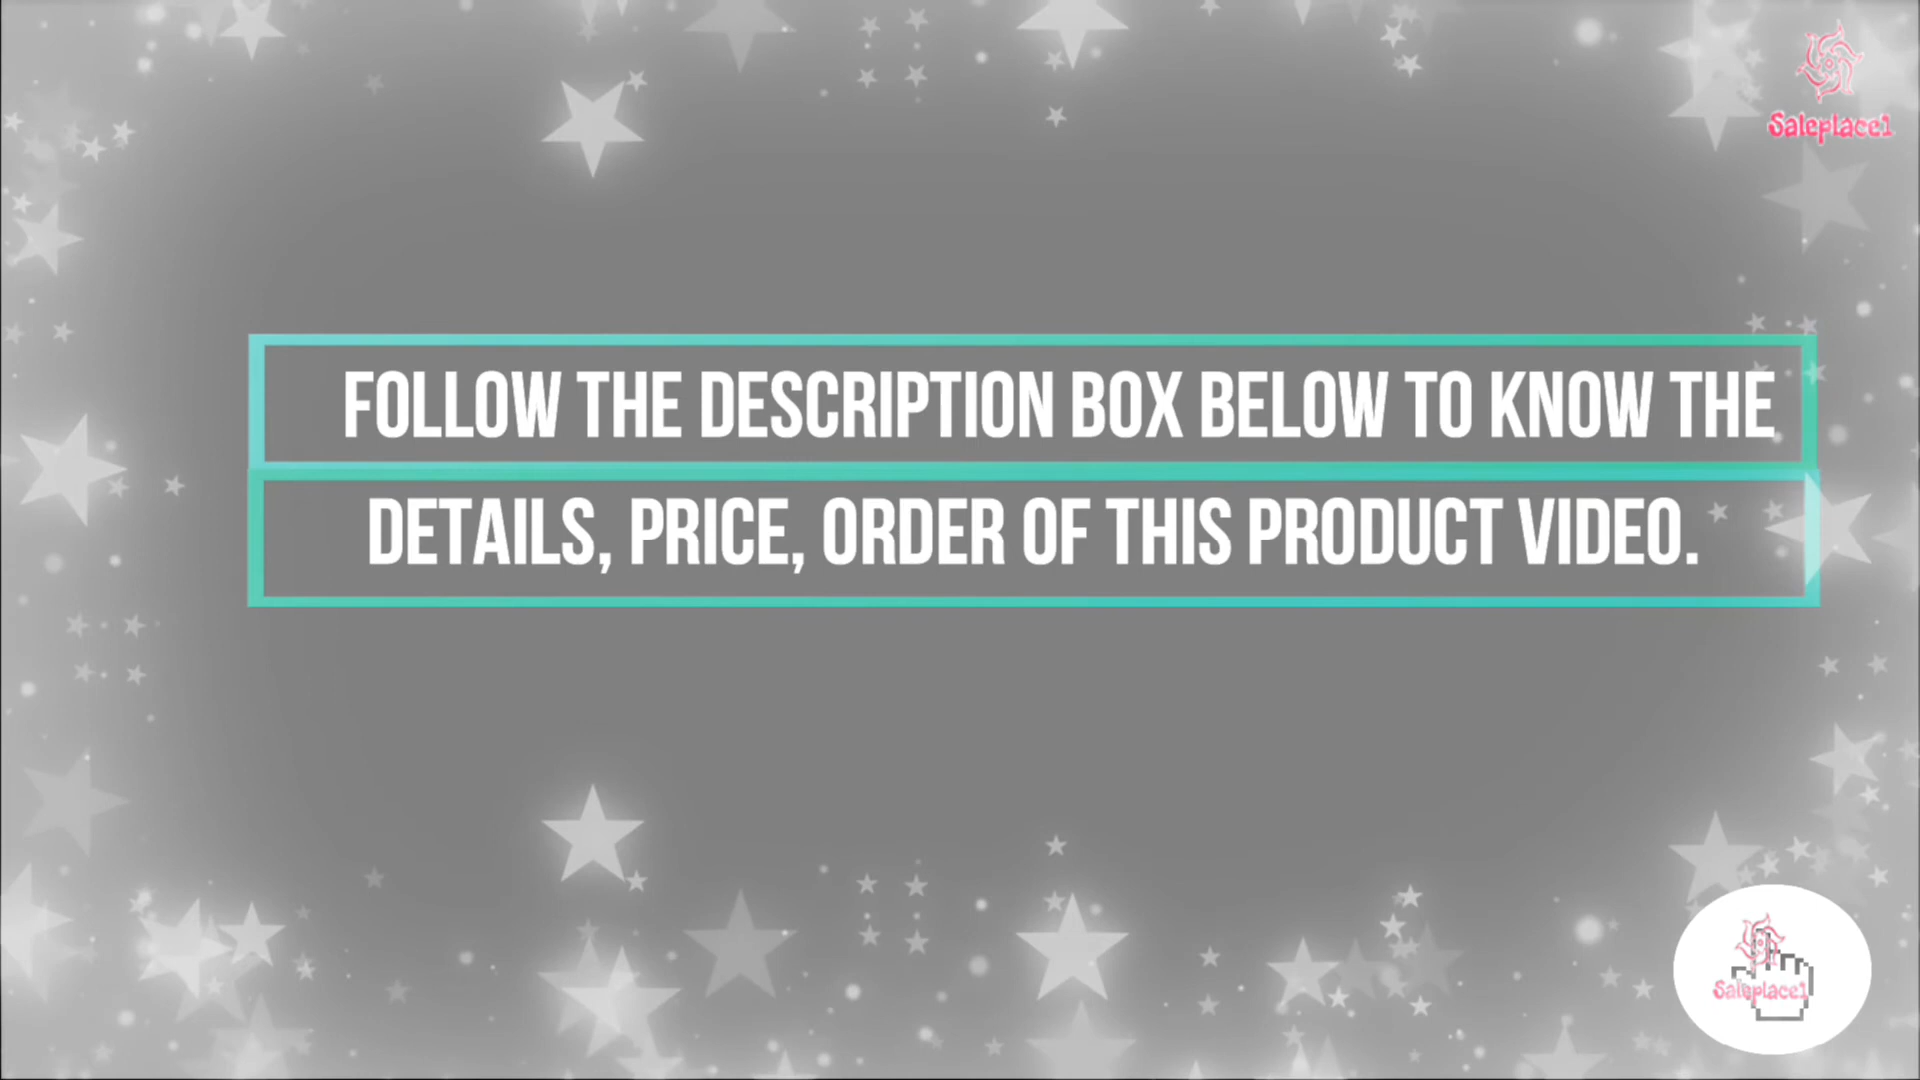 Saleplace1
FOLLOW THE DESCRIPTION BOX BELOW TO KNOW THE
DETAILS, PRICE, ORDER OF THIS PRODUCT VIDEO.
Saleplace1